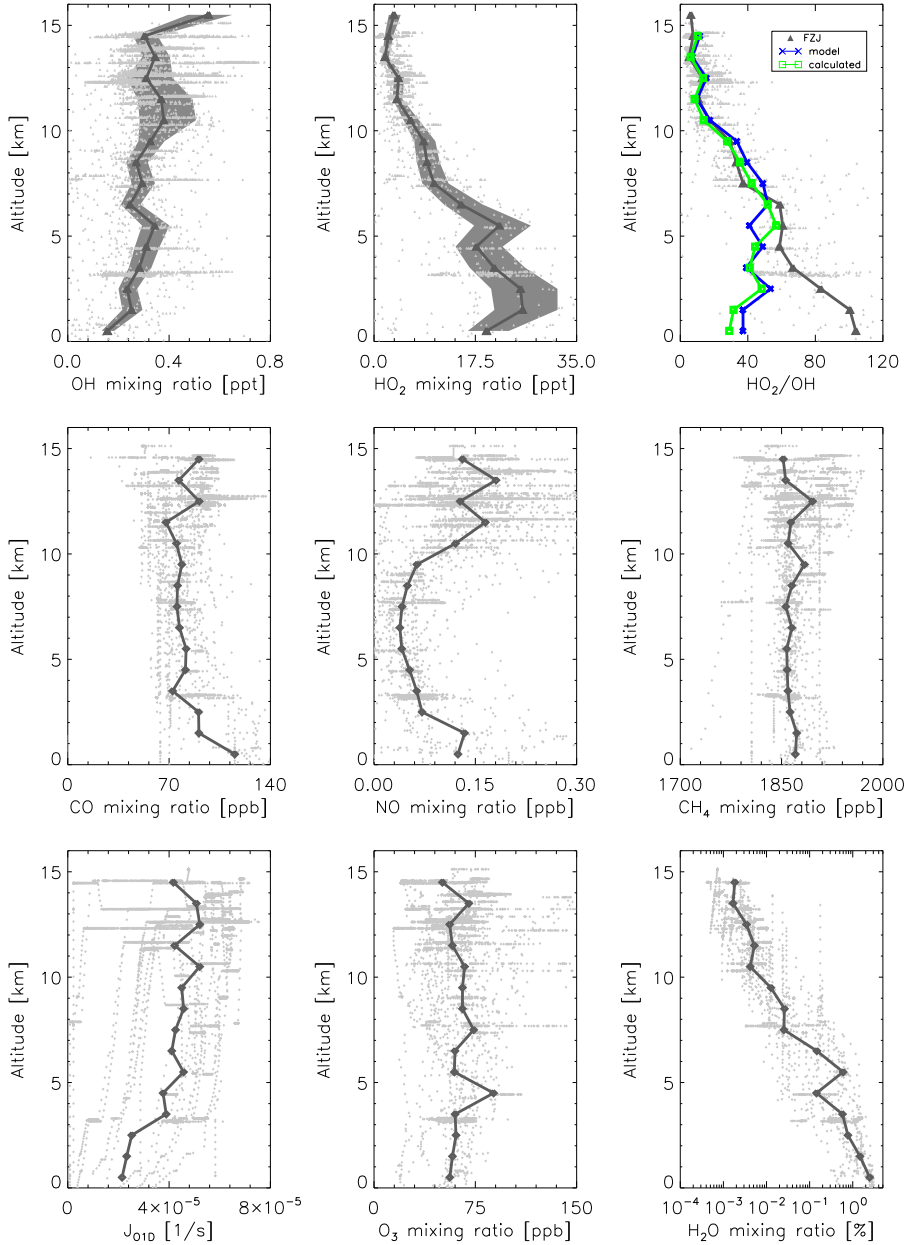 15
10
5
0
Altitude [km]
0.0 0.4 0.8
OH mixing ratio [ppt]
15
10
5
0
Altitude [km]
0.0 17.5 35.0
HO₂ mixing ratio [ppt]
FZJ
model
calculated
15
10
5
0
Altitude [km]
0 40 80 120
HO₂/OH
15
10
5
0
Altitude [km]
0 70 140
CO mixing ratio [ppb]
15
10
5
0
Altitude [km]
0.00 0.15 0.30
NO mixing ratio [ppb]
15
10
5
0
Altitude [km]
1700 1850 2000
CH₄ mixing ratio [ppb]
15
10
5
0
Altitude [km]
0 4×10⁻⁵ 8×10⁻⁵
J_O1D [1/s]
15
10
5
0
Altitude [km]
0 75 150
O₃ mixing ratio [ppb]
15
10
5
0
Altitude [km]
10⁻⁴ 10⁻³ 10⁻² 10⁻¹ 10⁰
H₂O mixing ratio [%]